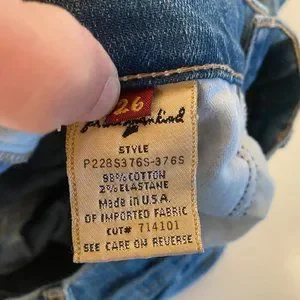 26
for all mankind
STYLE
P228S376S-376S
98% COTTON
2% ELASTANE
Made in U.S.A
OF IMPORTED FABRIC
CUT# 714101
SEE CARE ON REVERSE